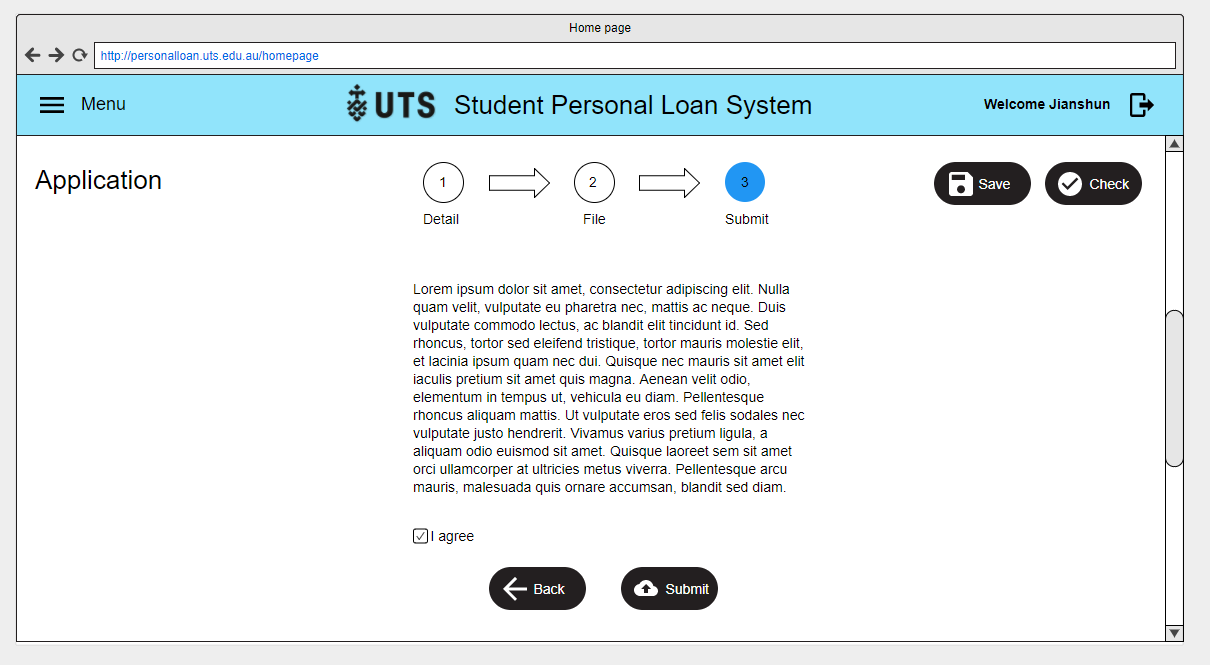 Home page
http://personalloan.uts.edu.au/homepage
Menu
UTS
Student Personal Loan System
Welcome Jianshun
Application
1
2
3
Detail
File
Submit
Save
Check
Lorem ipsum dolor sit amet, consectetur adipiscing elit. Nulla
quam velit, vulputate eu pharetra nec, mattis ac neque. Duis
vulputate commodo lectus, ac blandit elit tincidunt id. Sed
rhoncus, tortor sed eleifend tristique, tortor mauris molestie elit,
et lacinia ipsum quam nec dui. Quisque nec mauris sit amet elit
iaculis pretium sit amet quis magna. Aenean velit odio,
elementum in tempus ut, vehicula eu diam. Pellentesque
rhoncus aliquam mattis. Ut vulputate eros sed felis sodales nec
vulputate justo hendrerit. Vivamus varius pretium ligula, a
aliquam odio euismod sit amet. Quisque laoreet sem sit amet
orci ullamcorper at ultricies metus viverra. Pellentesque arcu
mauris, malesuada quis ornare accumsan, blandit sed diam.
I agree
Back
Submit